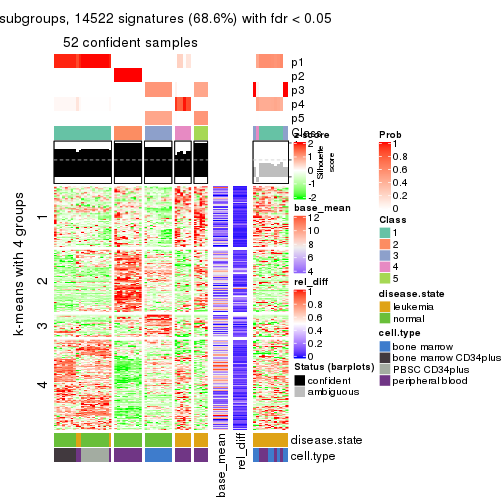 subgroups, 14522 signatures (68.6%) with fdr < 0.05
52 confident samples
p1
p2
p3
p4
p5
Class
Silhouette
score
k-means with 4 groups
1
2
3
4
disease.state
cell.type
base_mean
rel_diff
z-score
2
1
0
-1
-2
base_mean
12
10
8
6
4
rel_diff
1
0.8
0.6
0.4
0.2
0
Status (barplots)
confident
ambiguous
Prob
1
0.8
0.6
0.4
0.2
0
Class
1
2
3
4
5
disease.state
leukemia
normal
cell.type
bone marrow
bone marrow CD34plus
PBSC CD34plus
peripheral blood